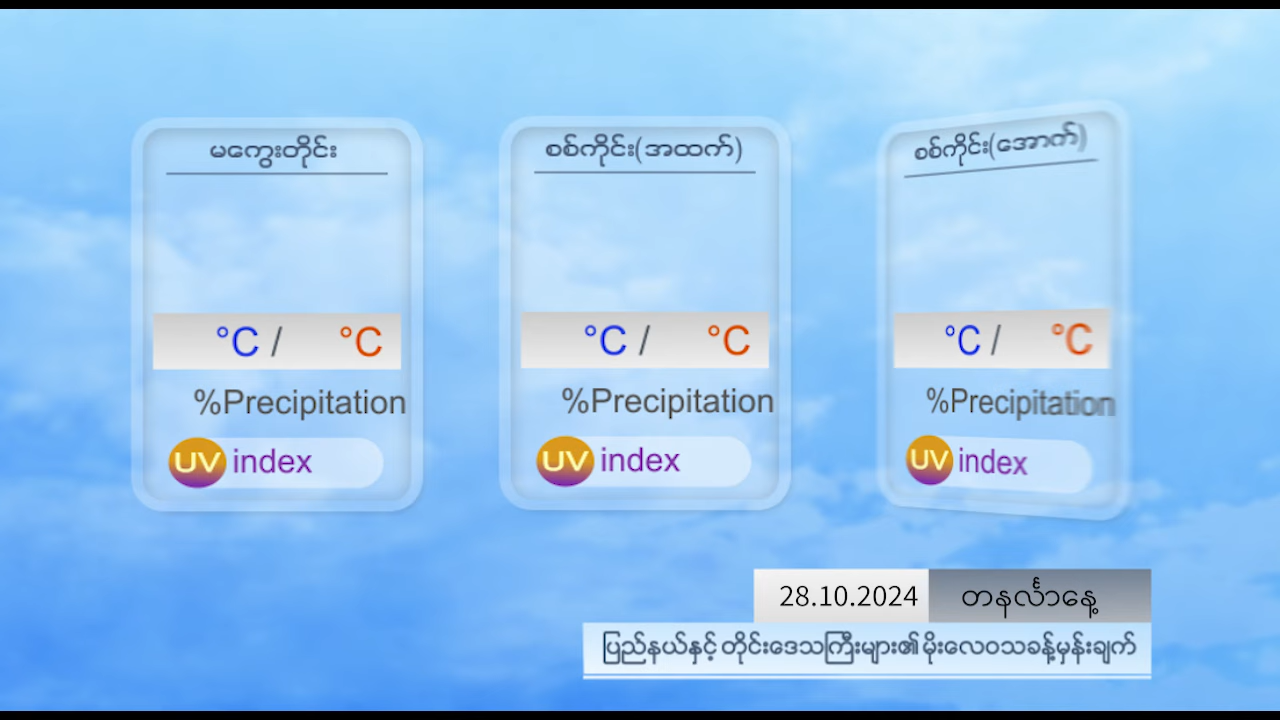 မကွေးတိုင်း
°C / °C
%Precipitation
UV index
စစ်ကိုင်း(အထက်)
°C / °C
%Precipitation
UV index
စစ်ကိုင်း(အောက်)
°C / °C
%Precipitation
UV index
28.10.2024 တနင်္လာနေ့
ပြည်နယ်နှင့် တိုင်းဒေသကြီးများ၏ မိုးလေဝသခန့်မှန်းချက်